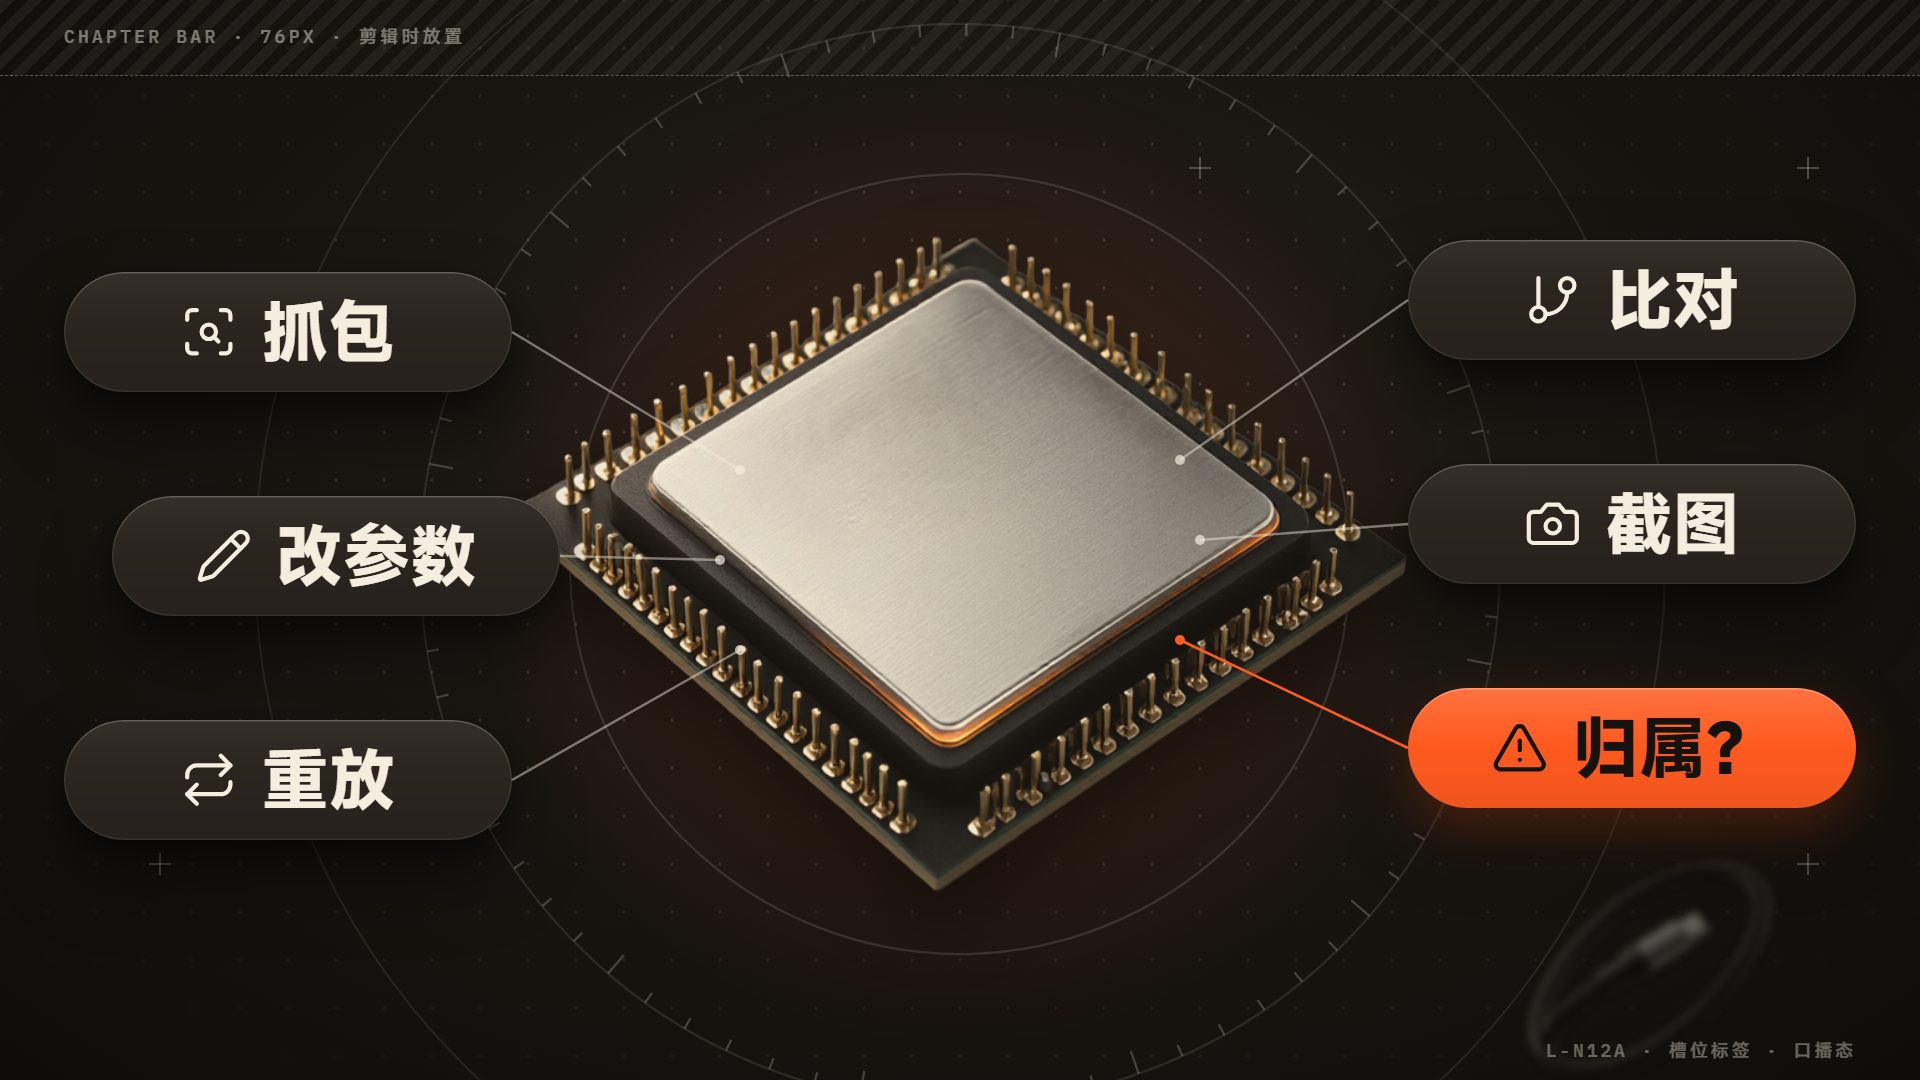 CHAPTER BAR · 76PX · 剪辑时放置
抓包
改参数
重放
比对
截图
归属?
L-N12A · 槽位标签 · 口播态